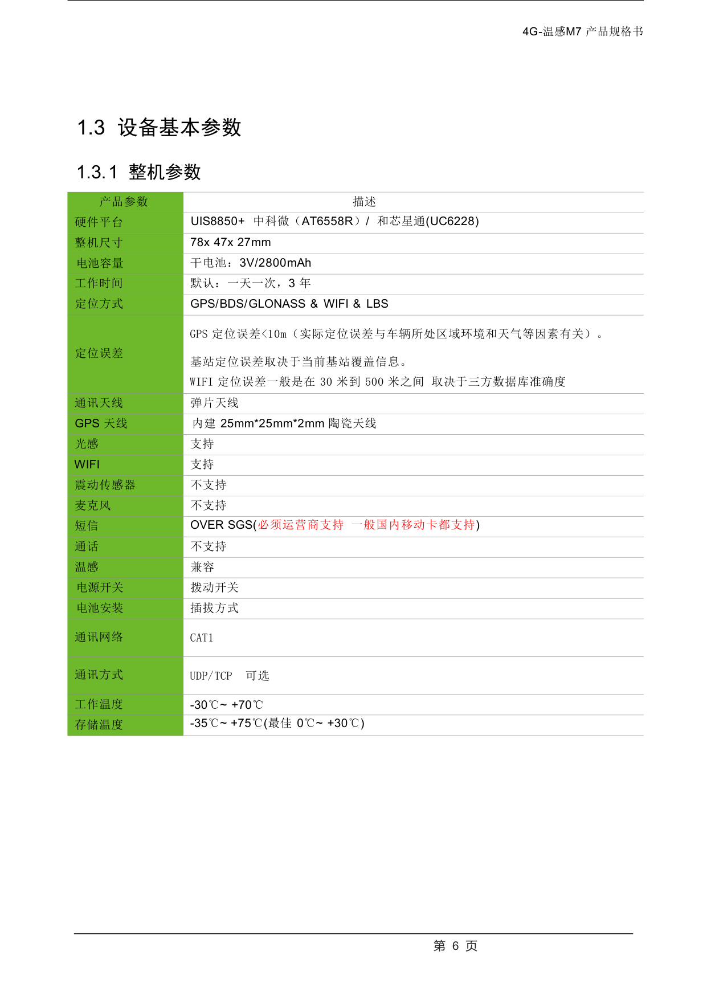 4G-温感M7 产品规格书
1.3 设备基本参数
1.3.1 整机参数
产品参数 描述
硬件平台 UIS8850+ 中科微（AT6558R）/ 和芯星通(UC6228)
整机尺寸 78x 47x 27mm
电池容量 干电池：3V/2800mAh
工作时间 默认：一天一次，3 年
定位方式 GPS/BDS/GLONASS & WIFI & LBS
定位误差 GPS 定位误差<10m（实际定位误差与车辆所处区域环境和天气等因素有关）。
基站定位误差取决于当前基站覆盖信息。
WIFI 定位误差一般是在 30 米到 500 米之间 取决于三方数据库准确度
通讯天线 弹片天线
GPS 天线 内建 25mm*25mm*2mm 陶瓷天线
光感 支持
WIFI 支持
震动传感器 不支持
麦克风 不支持
短信 OVER SGS(必须运营商支持 一般国内移动卡都支持)
通话 不支持
温感 兼容
电源开关 拨动开关
电池安装 插拔方式
通讯网络 CAT1
通讯方式 UDP/TCP 可选
工作温度 -30℃~ +70℃
存储温度 -35℃~ +75℃(最佳 0℃~ +30℃)
第 6 页